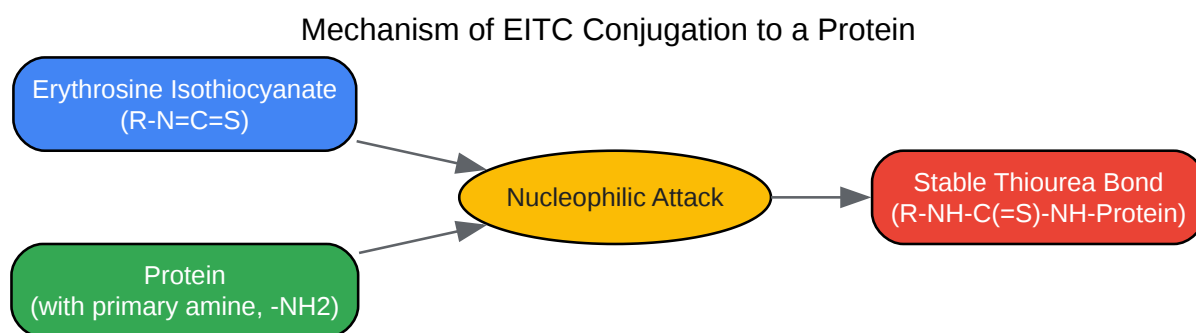 Mechanism of EITC Conjugation to a Protein
Erythrosine Isothiocyanate
(R-N=C=S)
Protein
(with primary amine, -NH2)
Nucleophilic Attack
Stable Thiourea Bond
(R-NH-C(=S)-NH-Protein)